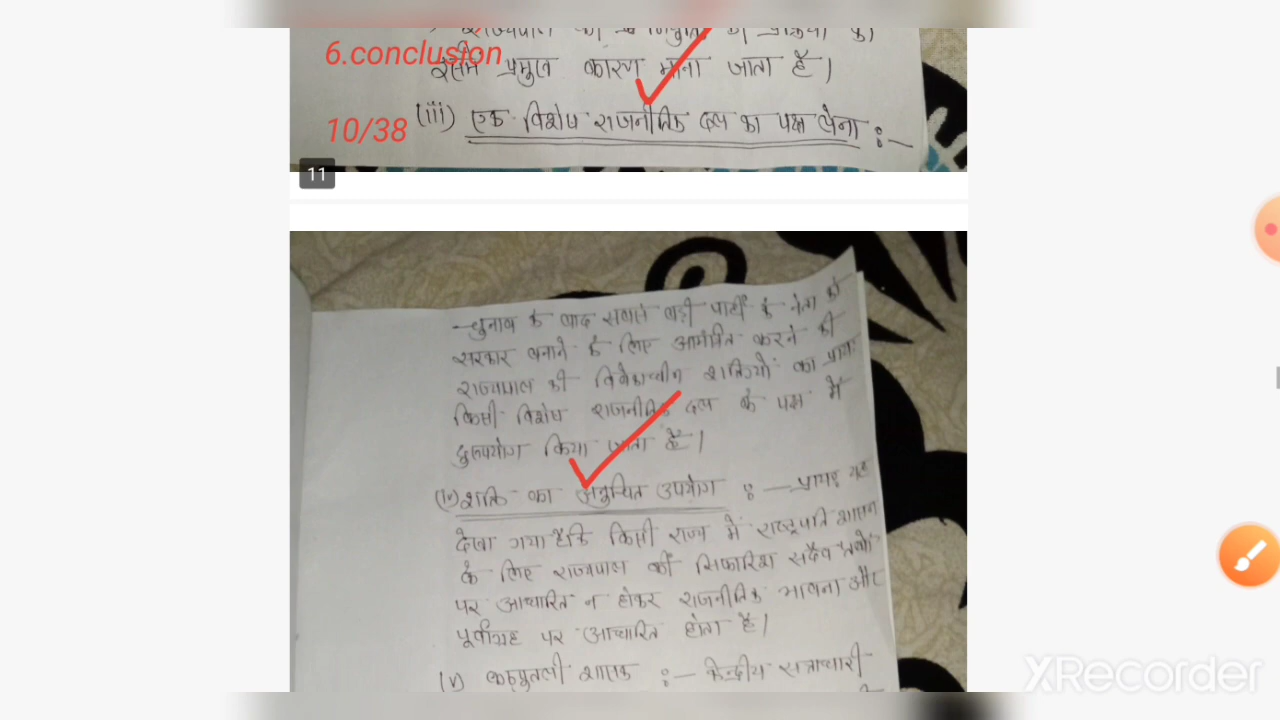 6.conclusion
इसमें प्रमुख कारण माना जाता है।
10/38
(iii) एक विशेष राजनीतिक दल का पक्ष लेना :-
11
चुनाव के बाद सबसे बड़ी पार्टी के नेता को
सरकार बनाने के लिए आमंत्रित करने की
राज्यपाल की विवेकाधीन शक्तियों का प्रायः
किसी विशेष राजनीतिक दल के पक्ष में
दुरुपयोग किया जाता है।
(iv) शक्ति का अनुचित उपयोग :- प्रायः यह
देखा गया है कि किसी राज्य में राष्ट्रपति शासन
के लिए राज्यपाल की सिफारिश सदैव तथ्यों
पर आधारित न होकर राजनीतिक भावना और
पूर्वाग्रह पर आधारित होता है।
(v) कठपुतली शासक :- केन्द्रीय सत्ताधारी
XRecorder